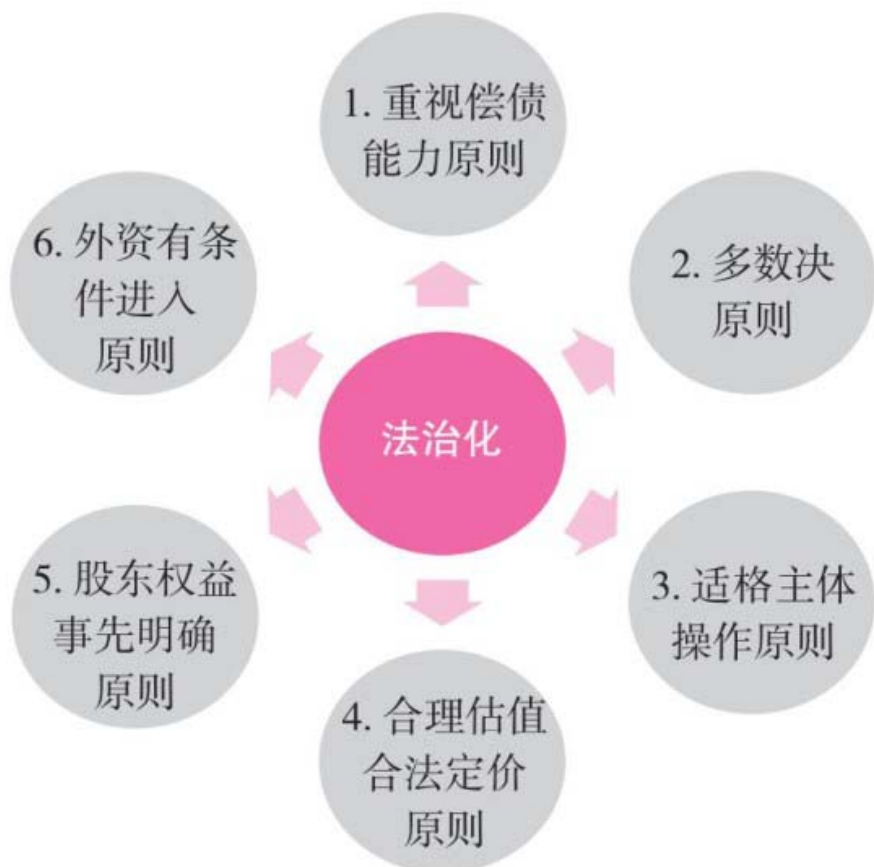 1. 重视偿债
能力原则
2. 多数决
原则
3. 适格主体
操作原则
4. 合理估值
合法定价
原则
5. 股东权益
事先明确
原则
6. 外资有条
件进入
原则
法治化